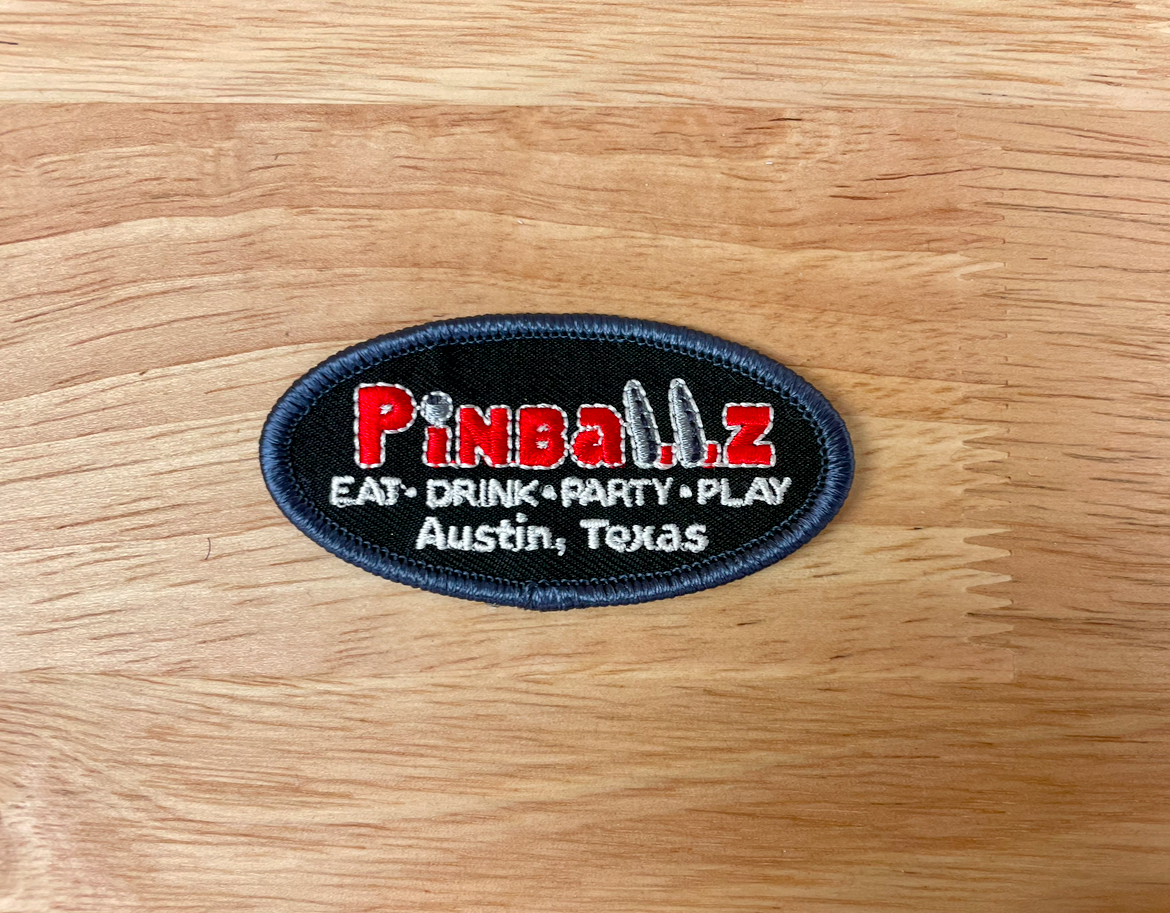 PiNBallz
EAT • DRINK • PARTY • PLAY
Austin, Texas